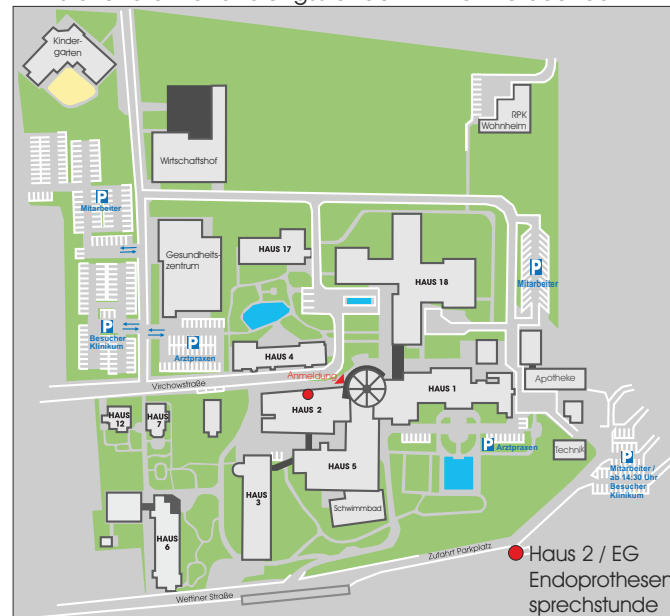 Kinder-
garten
RPK
Wohnheim
Wirtschaftshof
P
Mitarbeiter
HAUS 17
Gesundheits-
zentrum
HAUS 18
P
Mitarbeiter
P
Besucher
Klinikum
P
Arztpraxen
HAUS 4
Virchowstraße
Anmeldung
HAUS 1
Apotheke
HAUS 2
HAUS
12
HAUS
7
P
Arztpraxen
Technik
HAUS 5
P
Mitarbeiter /
ab 14:30 Uhr
Besucher
Klinikum
HAUS
3
Schwimmbad
HAUS
6
Zufahrt Parkplatz
Wettiner Straße
Haus 2 / EG
Endoprothesen
sprechstunde